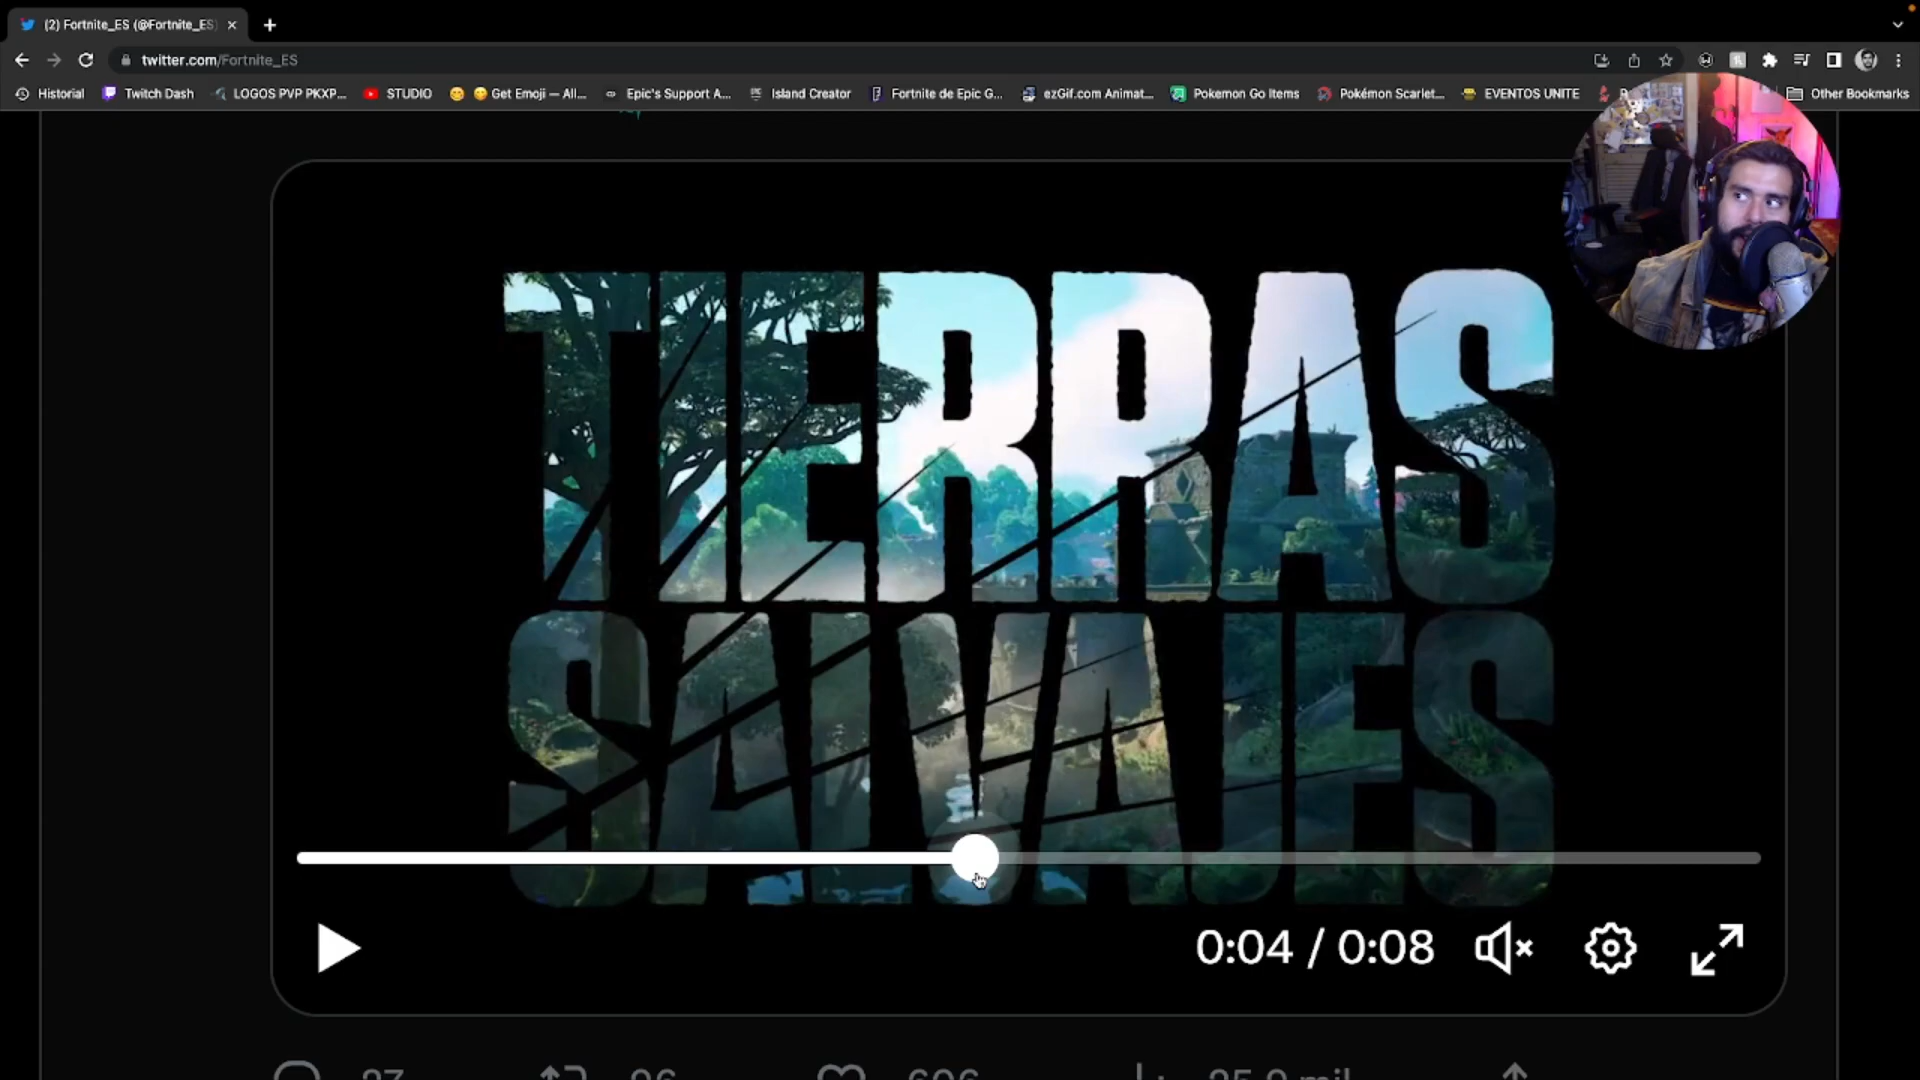 (2) Fortnite_ES (@Fortnite_ES)
twitter.com/Fortnite_ES
Historial Twitch Dash LOGOS PVP PKXP... STUDIO Get Emoji — All... Epic's Support A... Island Creator Fortnite de Epic G... ezGif.com Animat... Pokemon Go Items Pokémon Scarlet... EVENTOS UNITE Other Bookmarks
TIERRAS
SALVAJES
0:04 / 0:08